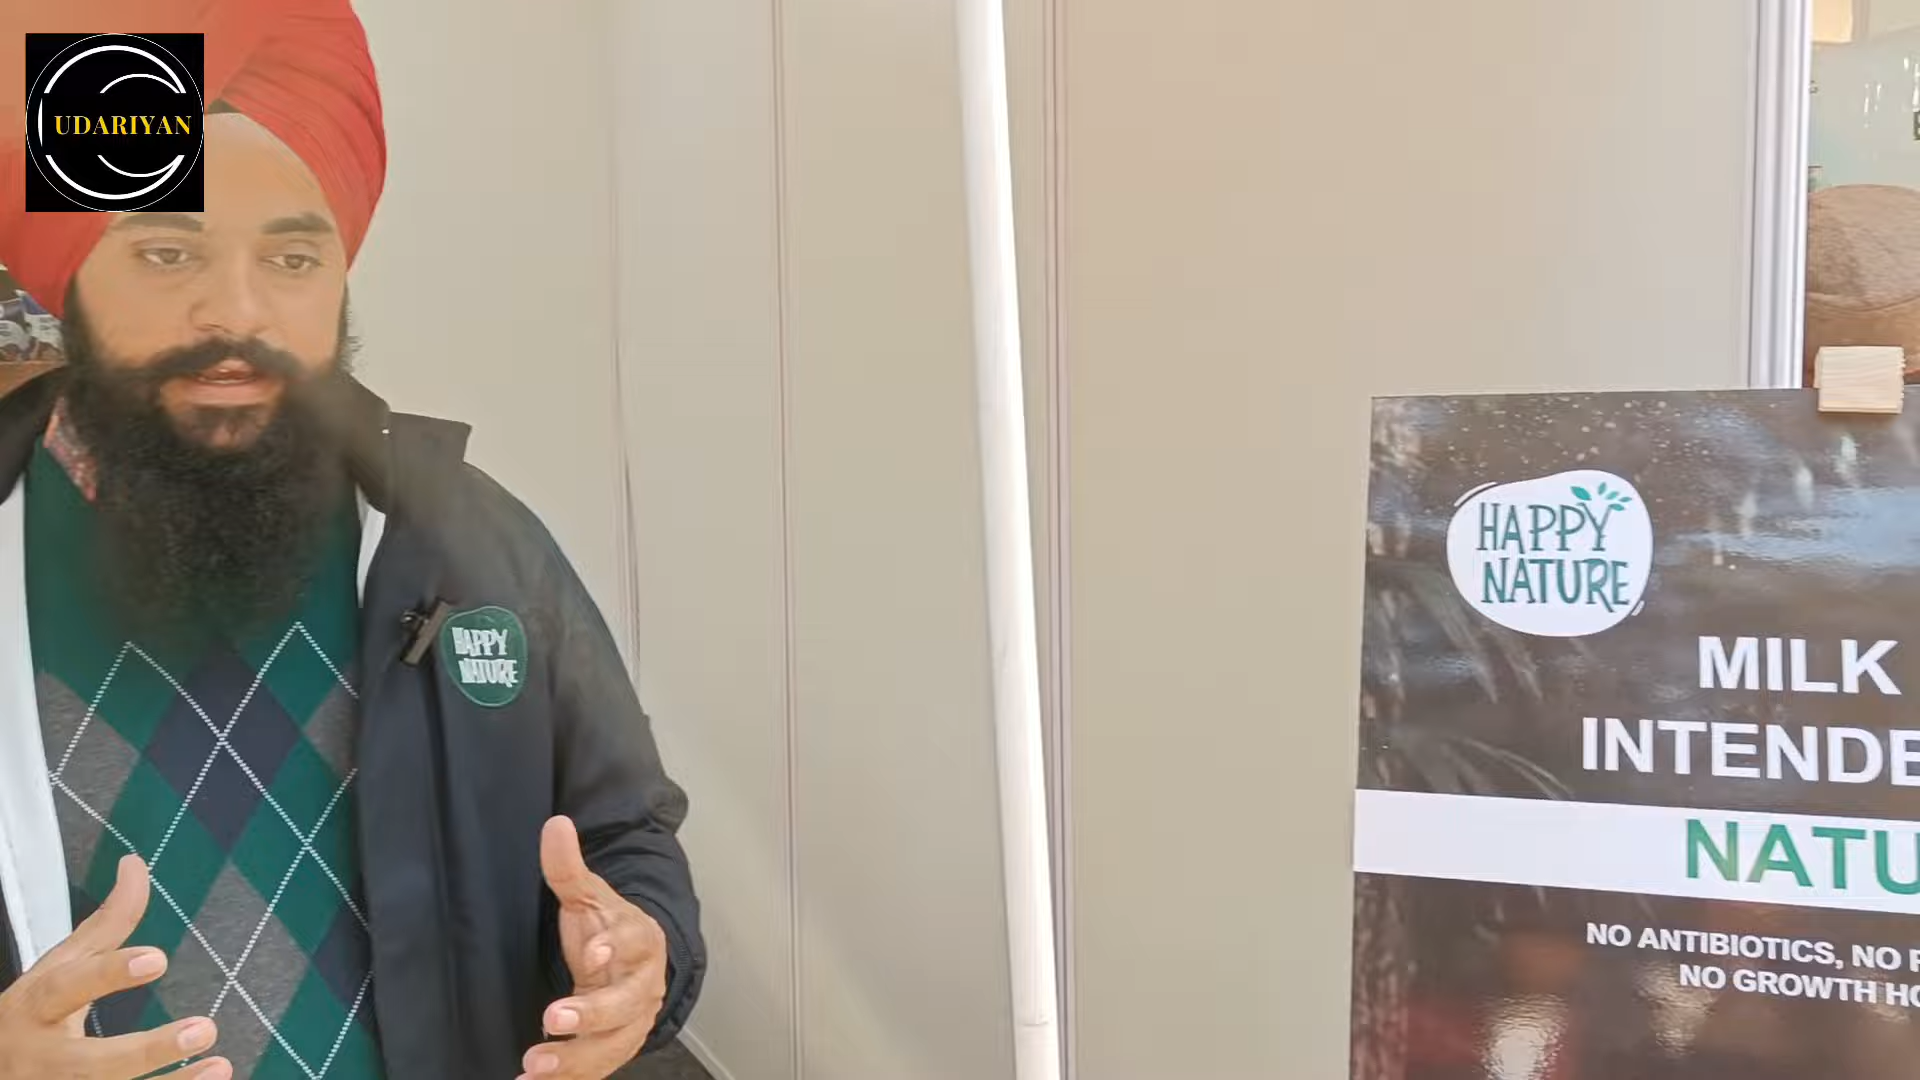 UDARIYAN
HAPPY
NATURE
HAPPY
NATURE
MILK
INTENDE
NATU
NO ANTIBIOTICS, NO
NO GROWTH HO